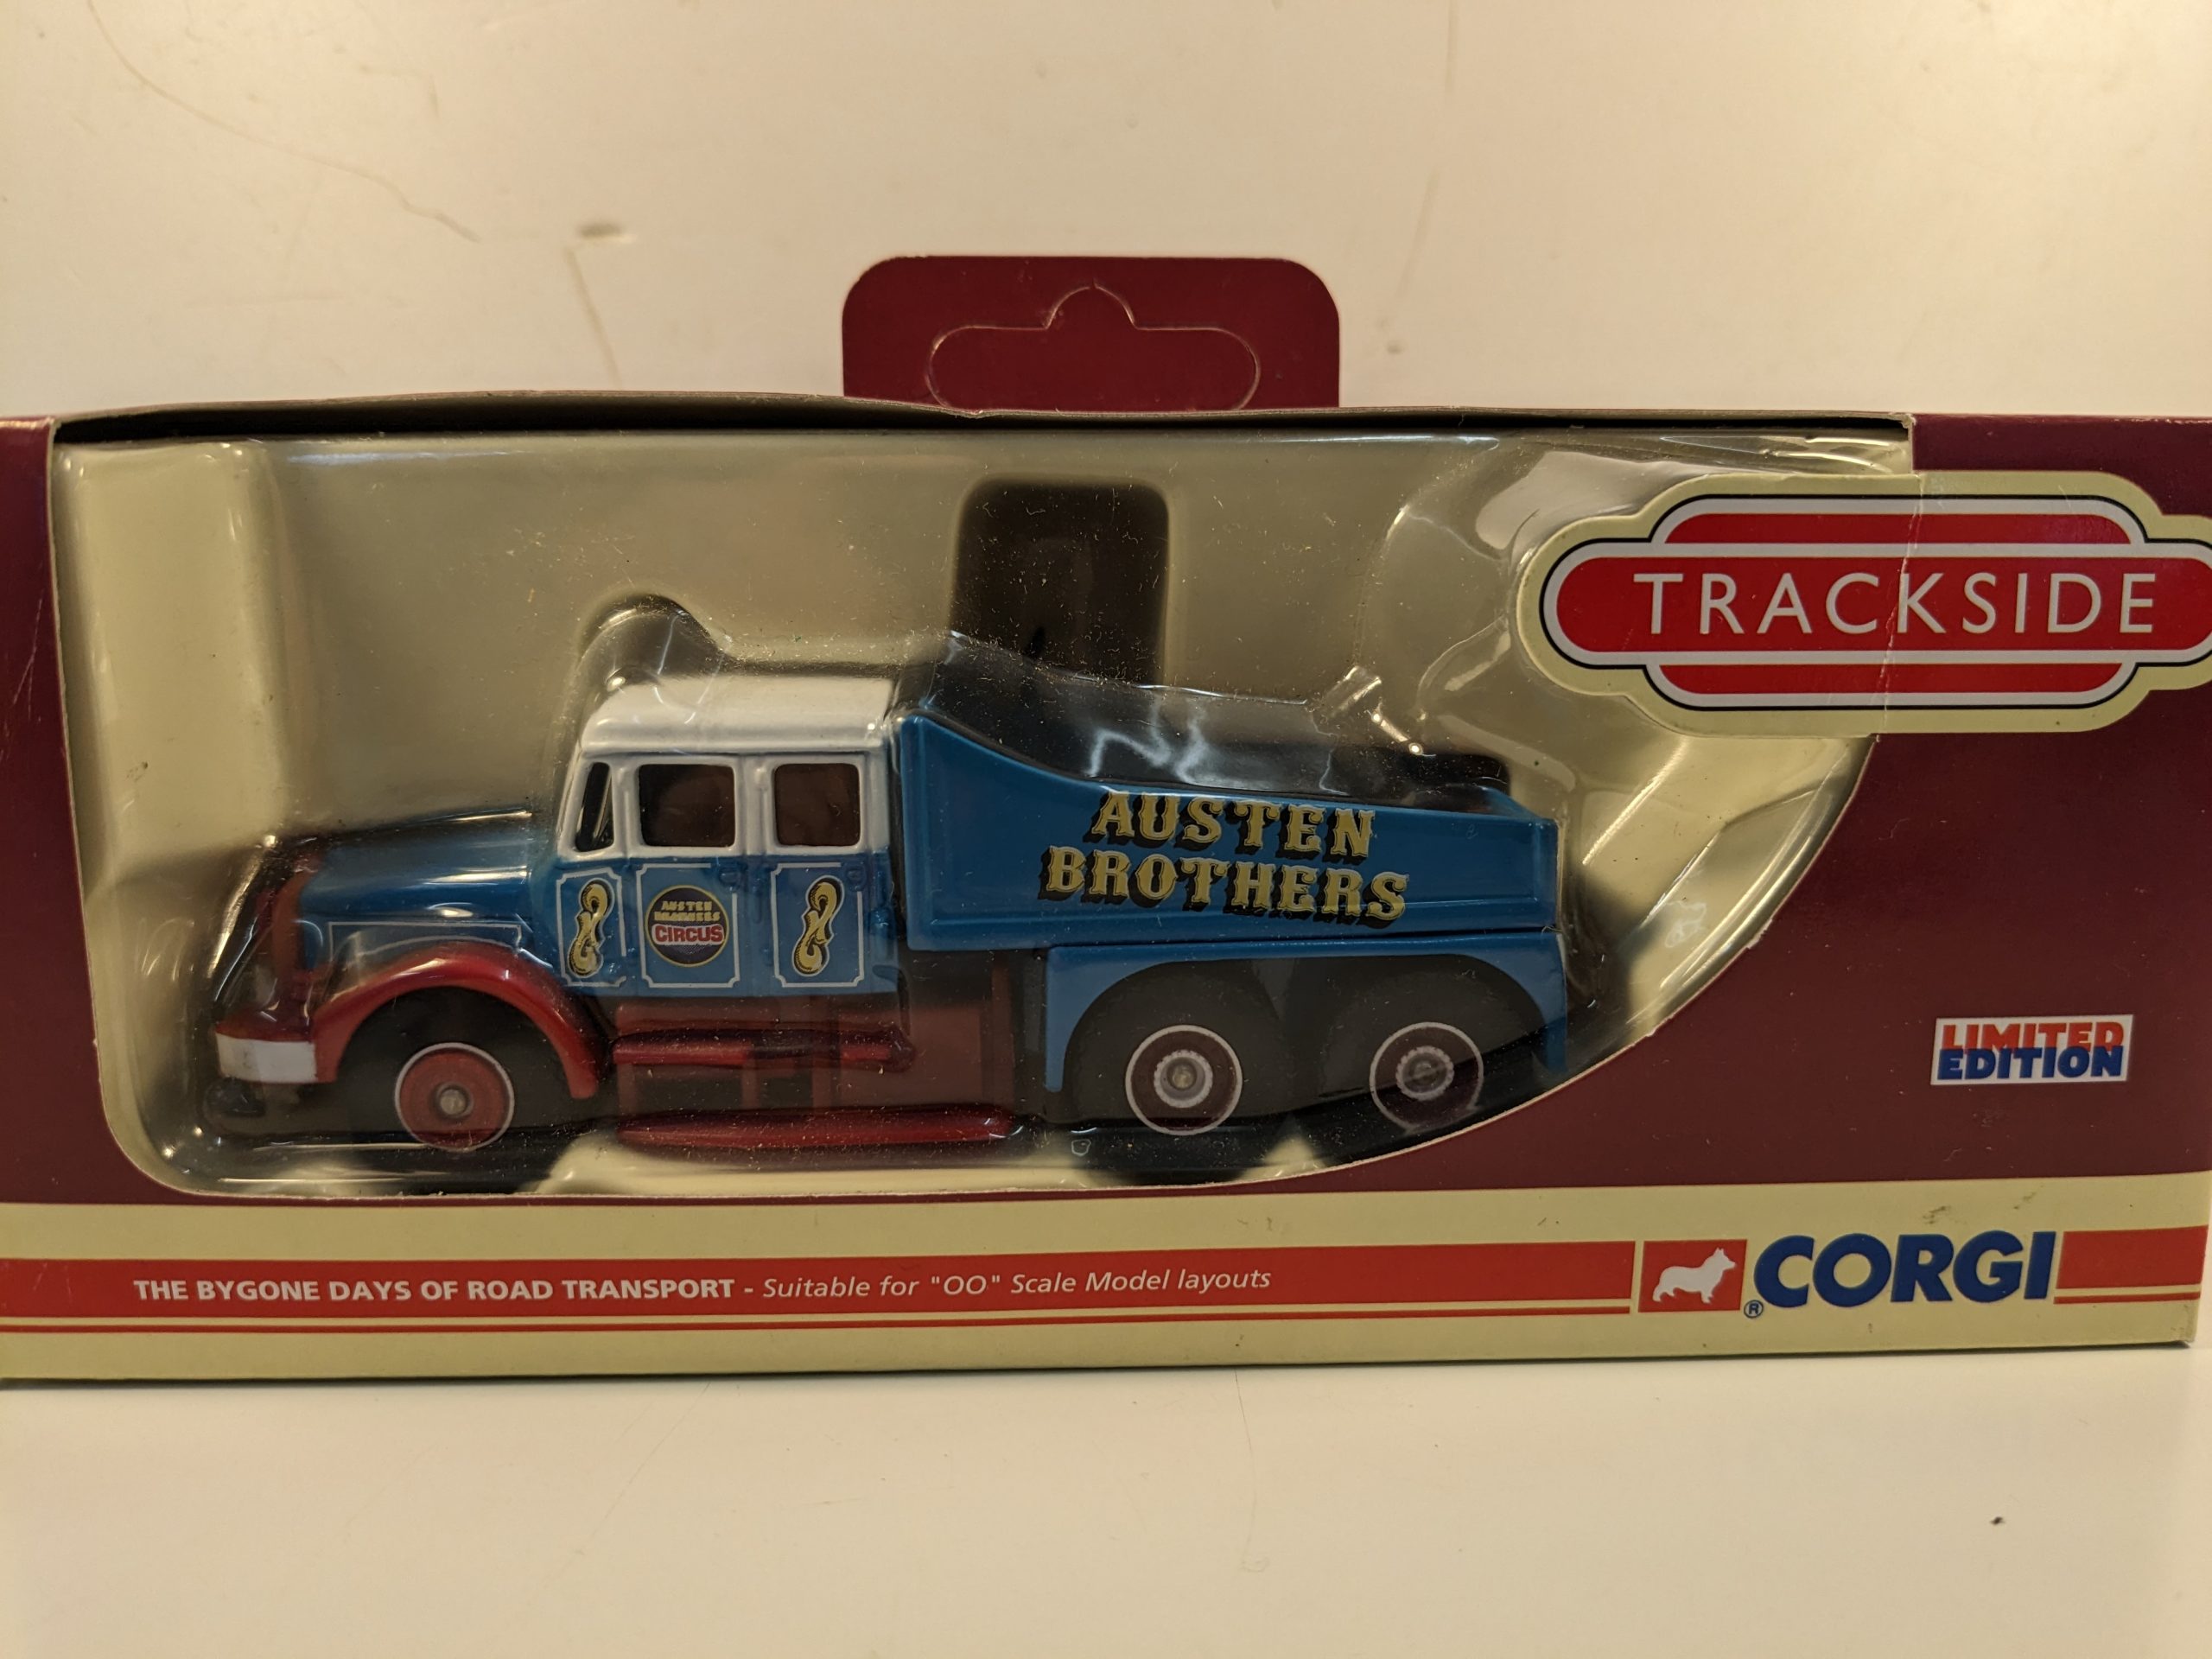 TRACKSIDE
AUSTEN
BROTHERS
AUSTEN
BROTHERS
CIRCUS
LIMITED
EDITION
THE BYGONE DAYS OF ROAD TRANSPORT - Suitable for "OO" Scale Model layouts
® CORGI